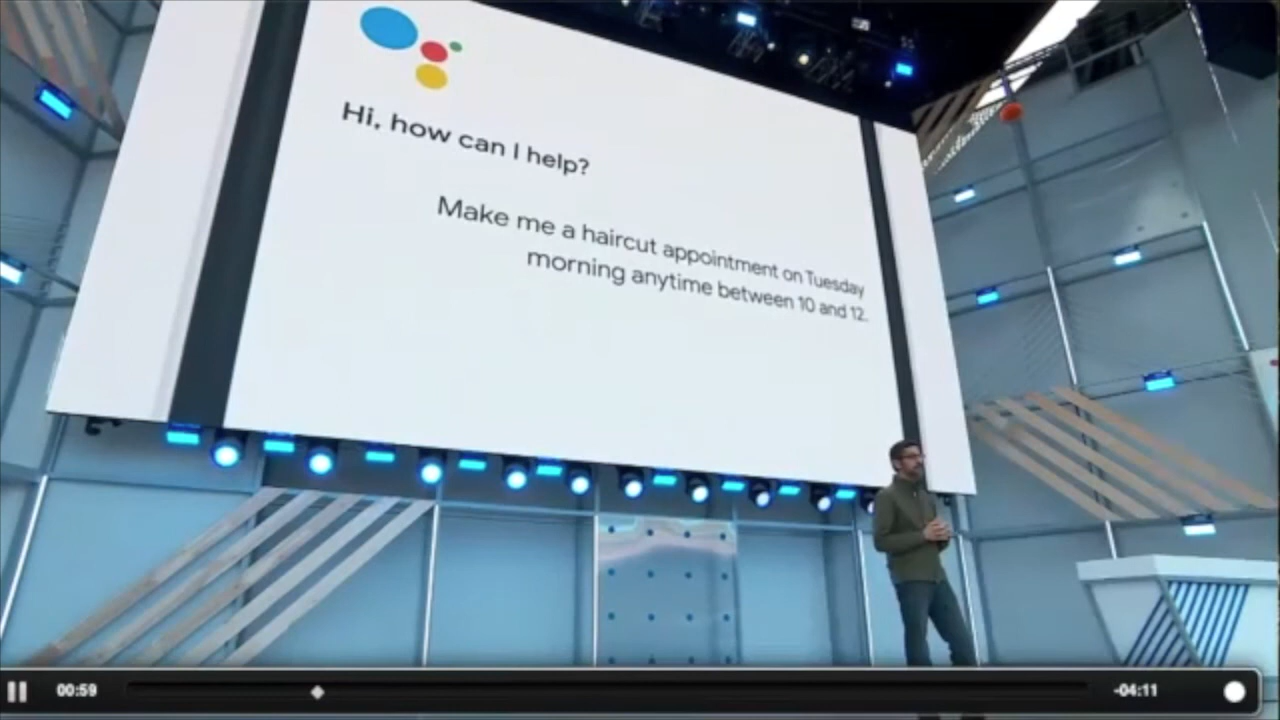 Hi, how can I help?
Make me a haircut appointment on Tuesday
morning anytime between 10 and 12.
00:59
-04:11